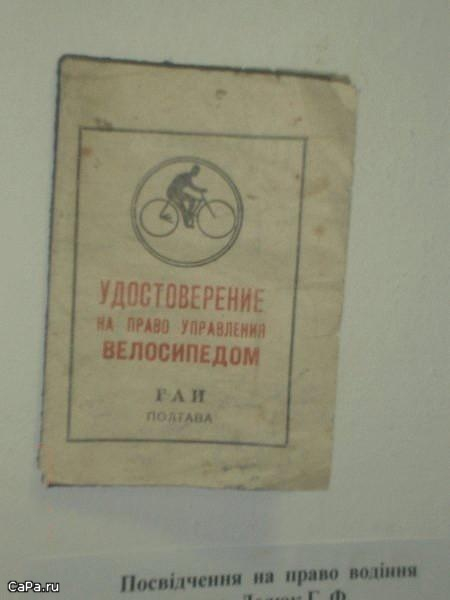 УДОСТОВЕРЕНИЕ
НА ПРАВО УПРАВЛЕНИЯ
ВЕЛОСИПЕДОМ
ГАИ
ПОЛТАВА
Посвідчення на право водіння
Г. Ф.
CaPa.ru